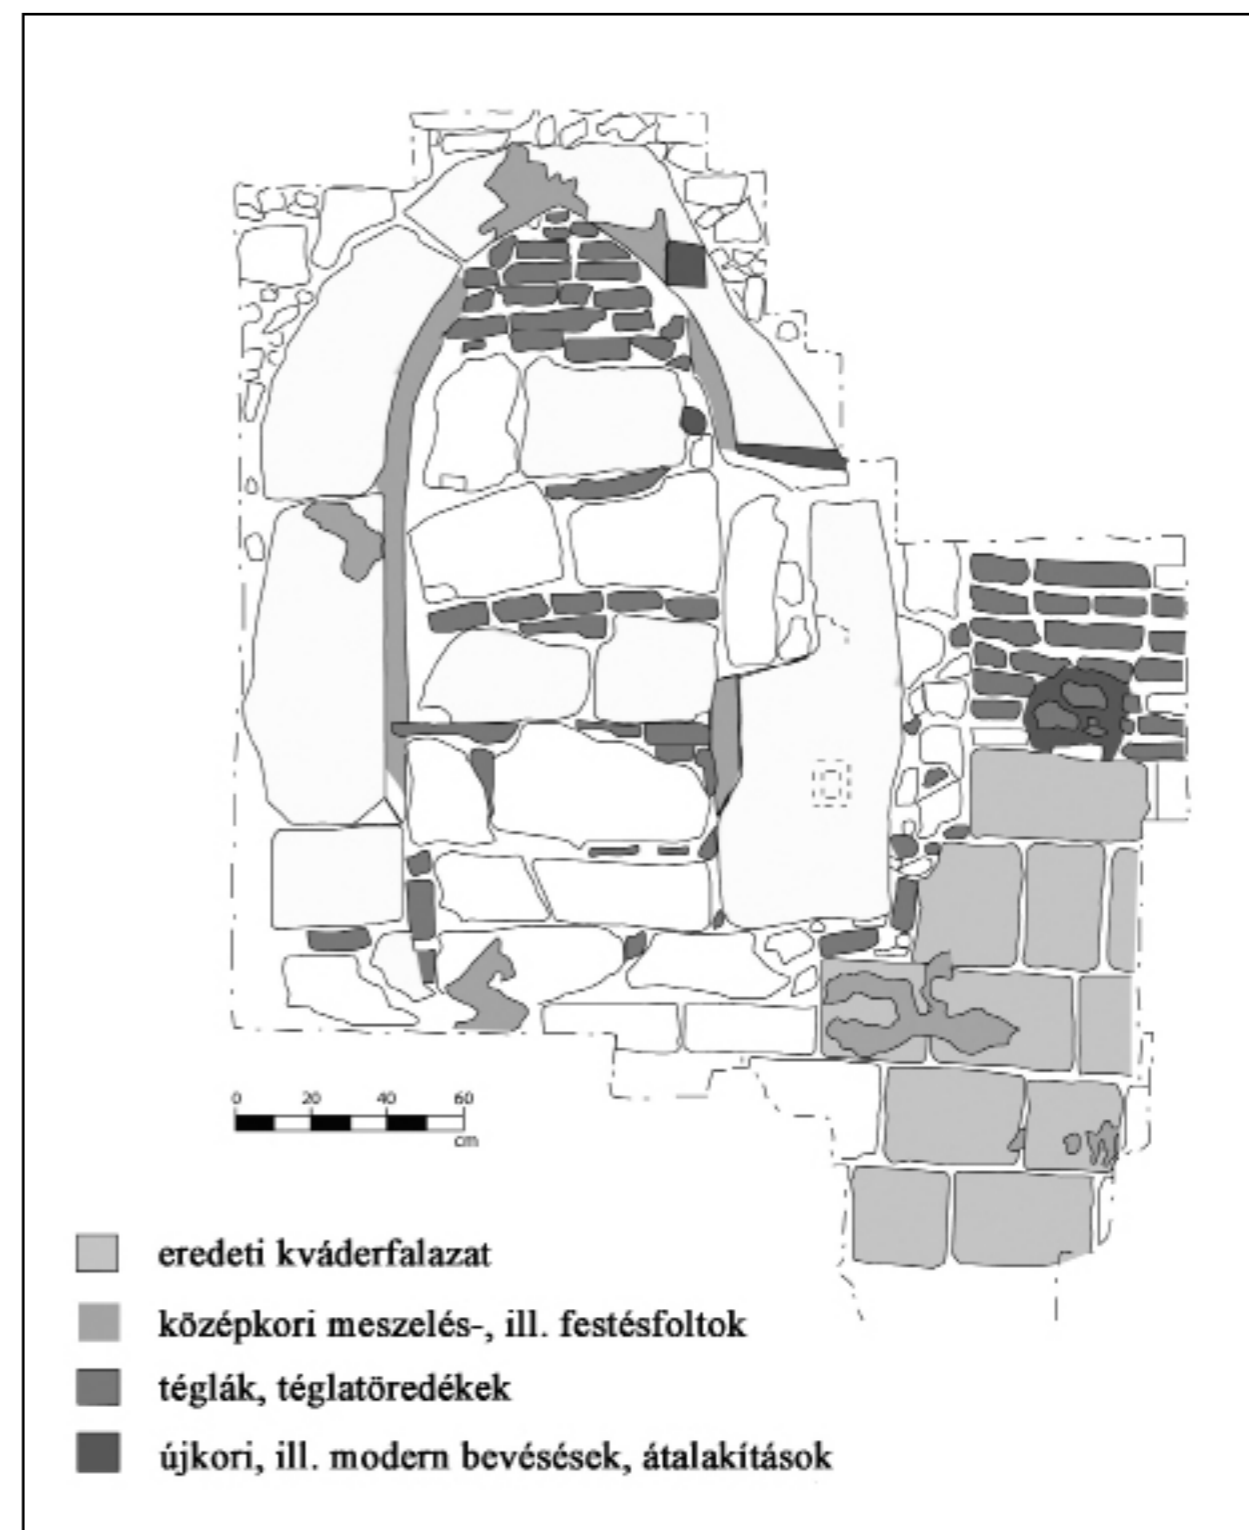 0 20 40 60
cm
eredeti kváderfalazat
középkori meszelés-, ill. festésfoltok
téglák, téglatöredékek
újkori, ill. modern bevésések, átalakítások